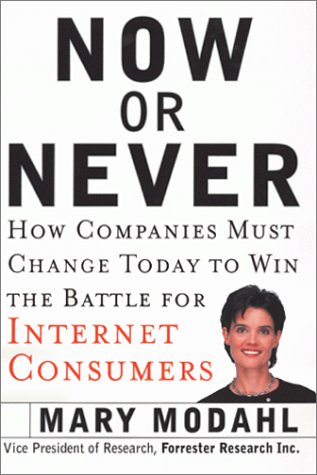 NOW
OR
NEVER
HOW COMPANIES MUST
CHANGE TODAY TO WIN
THE BATTLE FOR
INTERNET
CONSUMERS
MARY MODAHL
Vice President of Research, Forrester Research Inc.